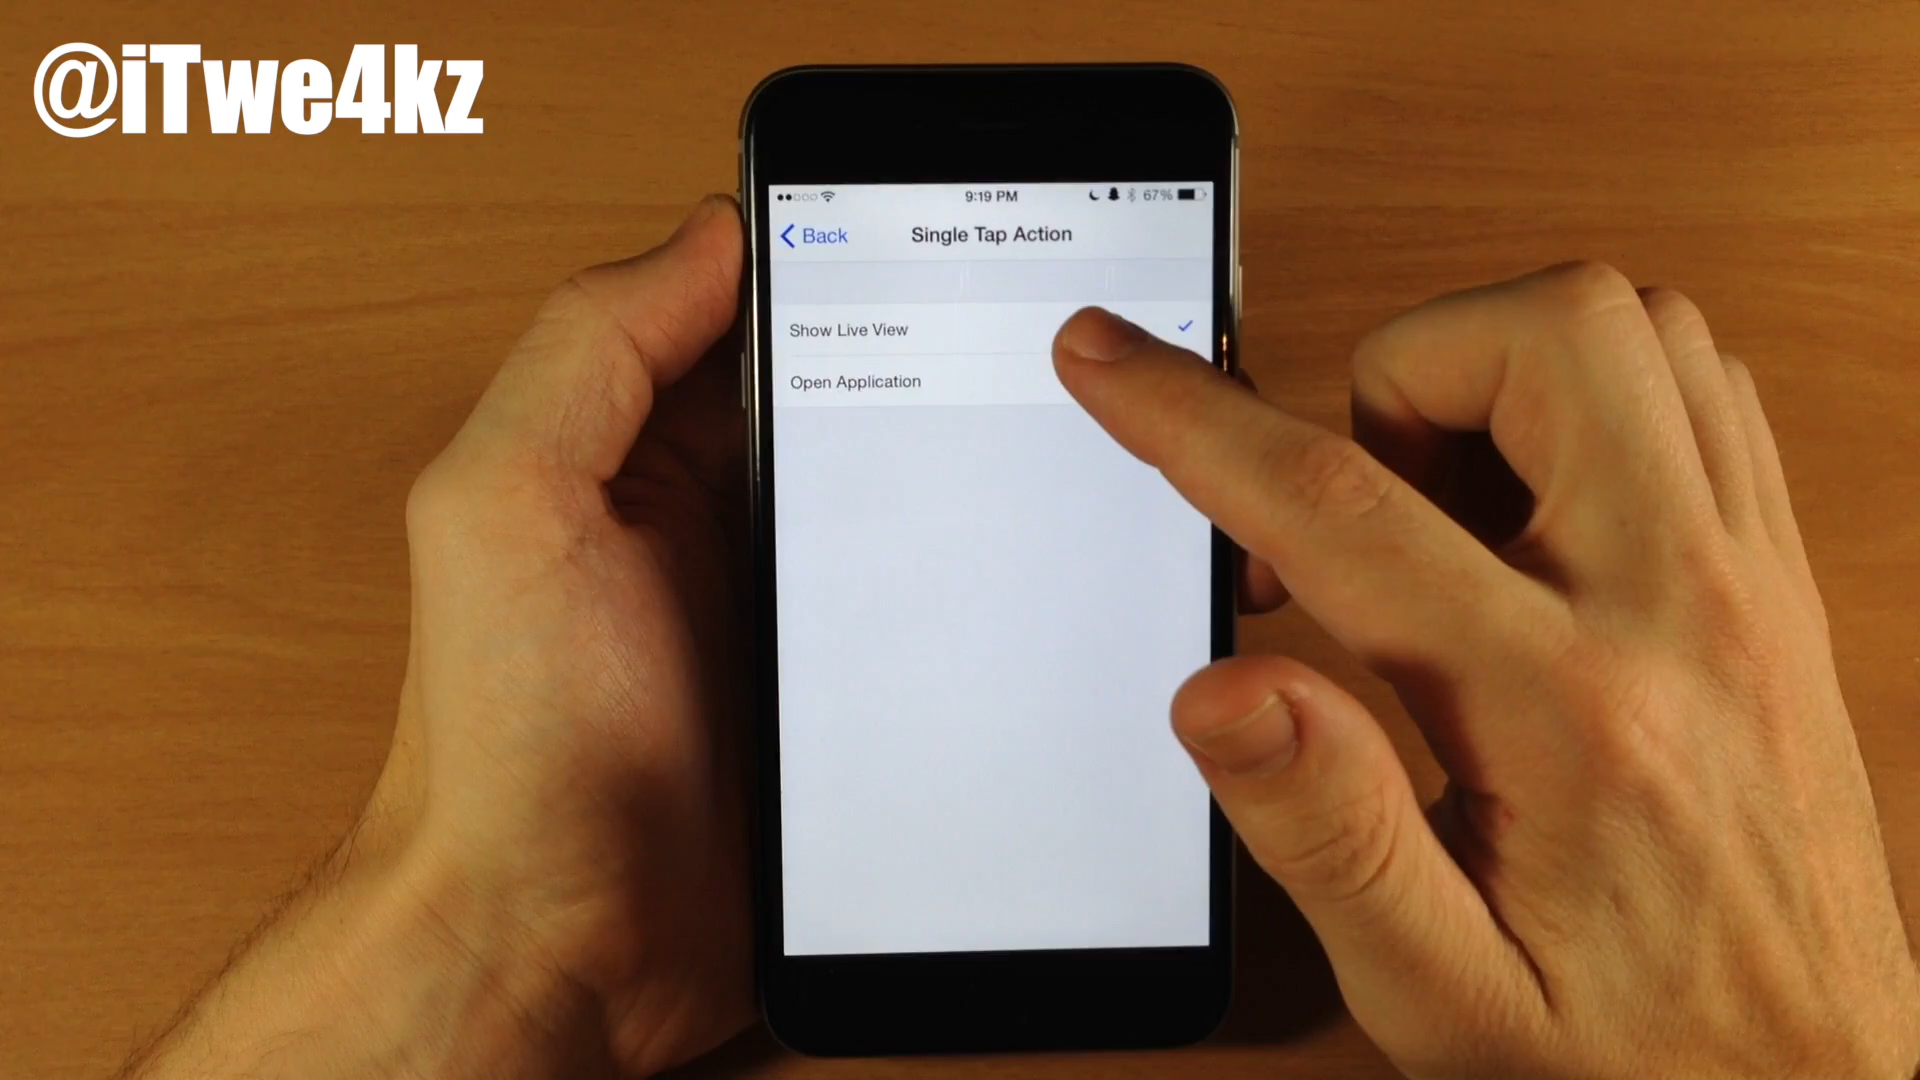 @iTwe4kz
9:19 PM
67%
Back
Single Tap Action
Show Live View
Open Application